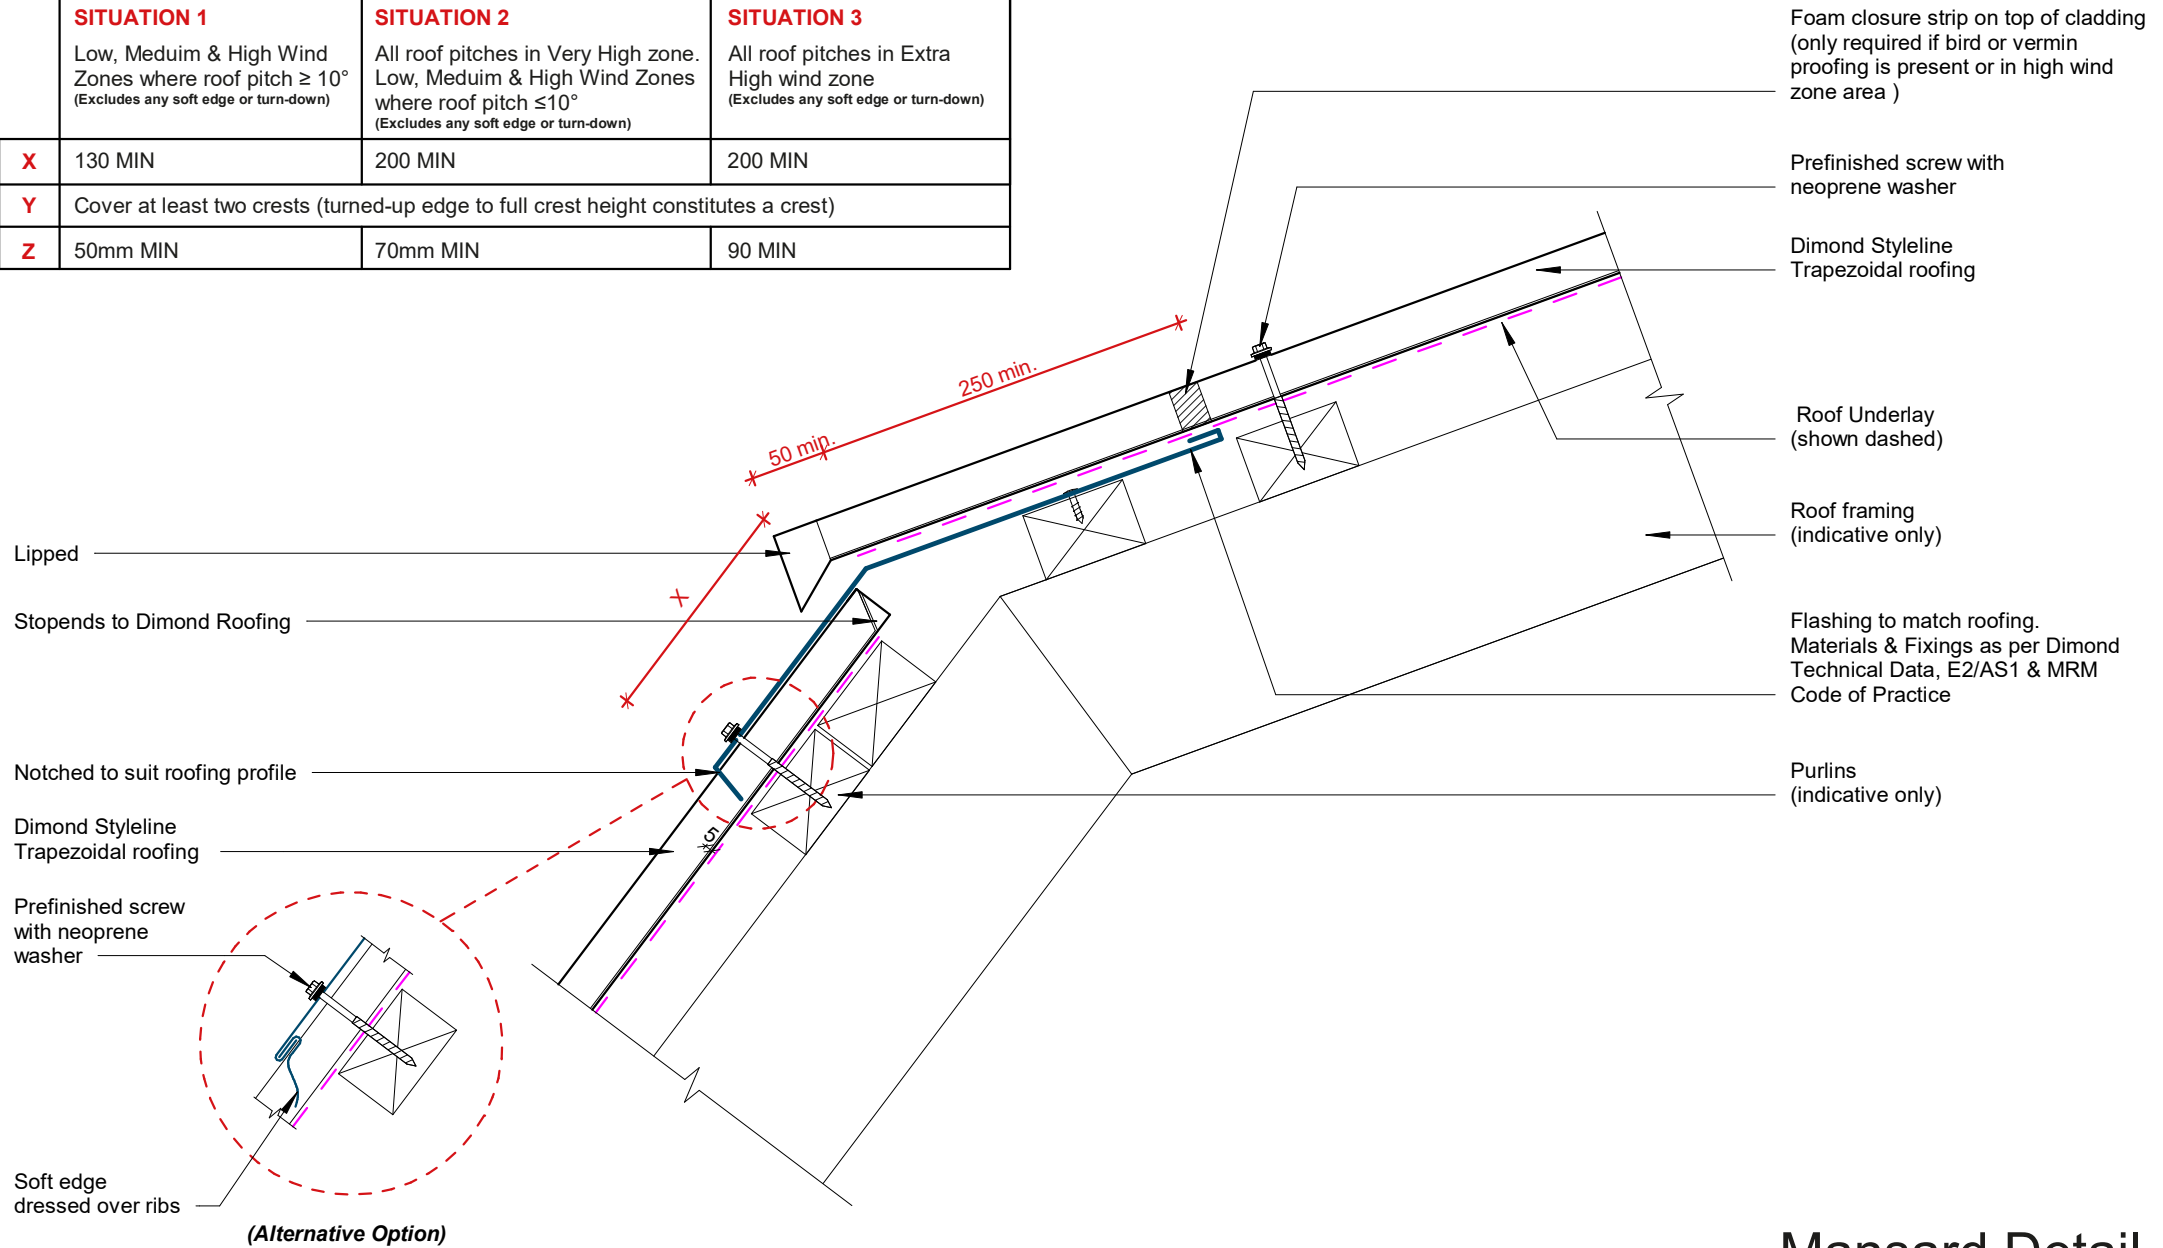 SITUATION 1
Low, Meduim & High Wind
Zones where roof pitch ≥ 10°
(Excludes any soft edge or turn-down)
SITUATION 2
All roof pitches in Very High zone.
Low, Meduim & High Wind Zones
where roof pitch ≤10°
(Excludes any soft edge or turn-down)
SITUATION 3
All roof pitches in Extra
High wind zone
(Excludes any soft edge or turn-down)
X 130 MIN 200 MIN 200 MIN
Y Cover at least two crests (turned-up edge to full crest height constitutes a crest)
Z 50mm MIN 70mm MIN 90 MIN
Foam closure strip on top of cladding
(only required if bird or vermin
proofing is present or in high wind
zone area )
Prefinished screw with
neoprene washer
Dimond Styleline
Trapezoidal roofing
250 min.
50 min.
X
5
Roof Underlay
(shown dashed)
Roof framing
(indicative only)
Flashing to match roofing.
Materials & Fixings as per Dimond
Technical Data, E2/AS1 & MRM
Code of Practice
Purlins
(indicative only)
Lipped
Stopends to Dimond Roofing
Notched to suit roofing profile
Dimond Styleline
Trapezoidal roofing
Prefinished screw
with neoprene
washer
Soft edge
dressed over ribs
(Alternative Option)
Mansard Detail